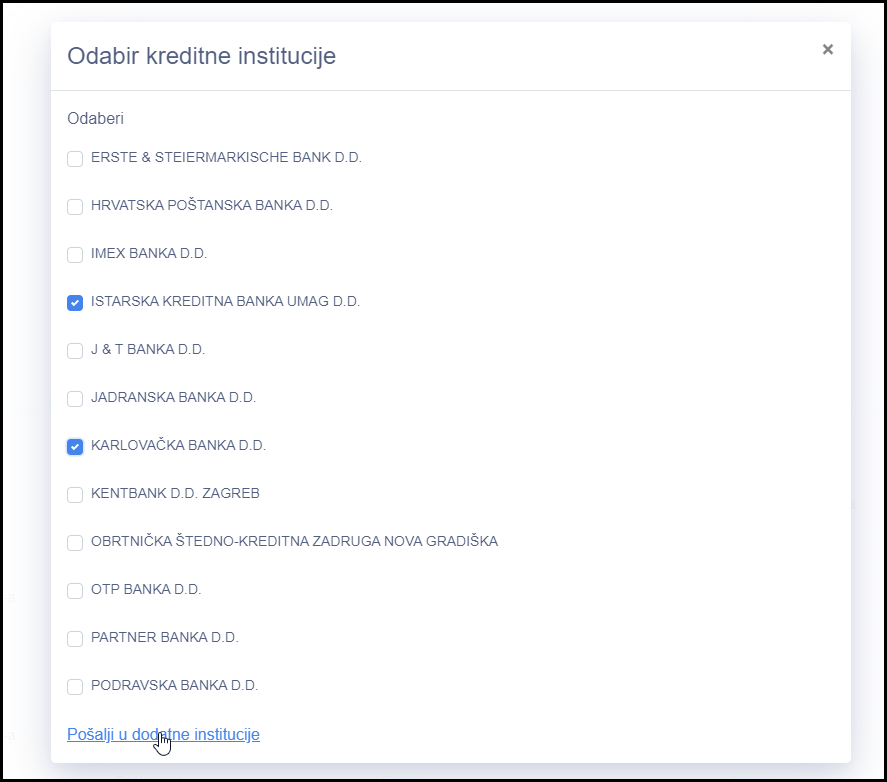 Odabir kreditne institucije
×
Odaberi
ERSTE & STEIERMARKISCHE BANK D.D.
HRVATSKA POŠTANSKA BANKA D.D.
IMEX BANKA D.D.
ISTARSKA KREDITNA BANKA UMAG D.D.
J & T BANKA D.D.
JADRANSKA BANKA D.D.
KARLOVAČKA BANKA D.D.
KENTBANK D.D. ZAGREB
OBRTNIČKA ŠTEDNO-KREDITNA ZADRUGA NOVA GRADIŠKA
OTP BANKA D.D.
PARTNER BANKA D.D.
PODRAVSKA BANKA D.D.
Pošalji u dodatne institucije